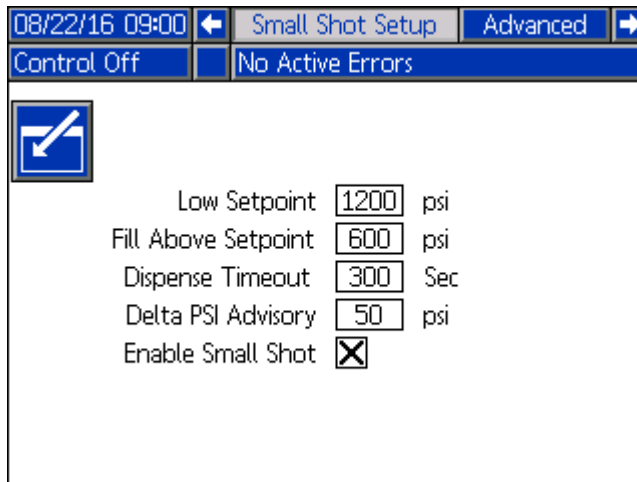 08/22/16 09:00 Small Shot Setup Advanced
Control Off No Active Errors
Low Setpoint 1200 psi
Fill Above Setpoint 600 psi
Dispense Timeout 300 Sec
Delta PSI Advisory 50 psi
Enable Small Shot